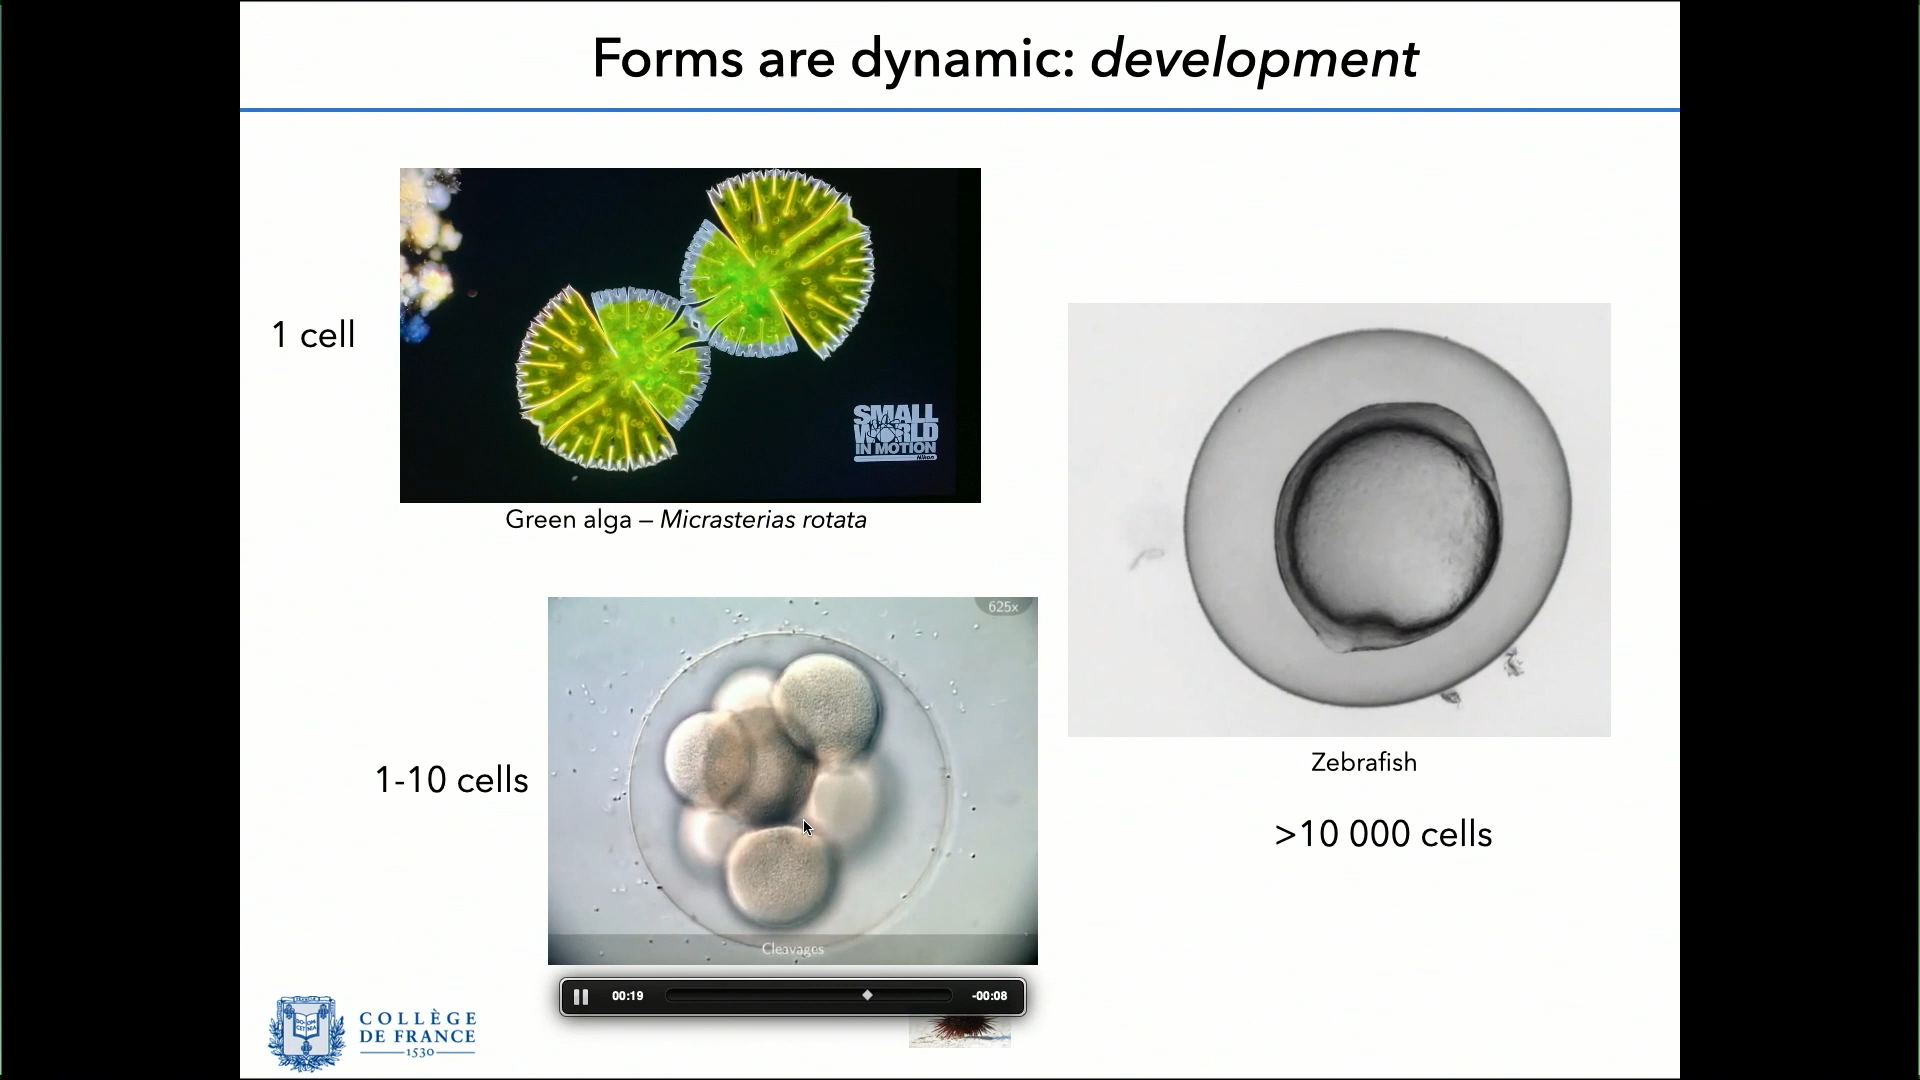 Forms are dynamic: development
1 cell
SMALL
WORLD
IN MOTION
Nikon
Green alga – Micrasterias rotata
625x
1-10 cells
Cleavages
00:19
-00:08
Zebrafish
>10 000 cells
COLLÈGE
DE FRANCE
1530